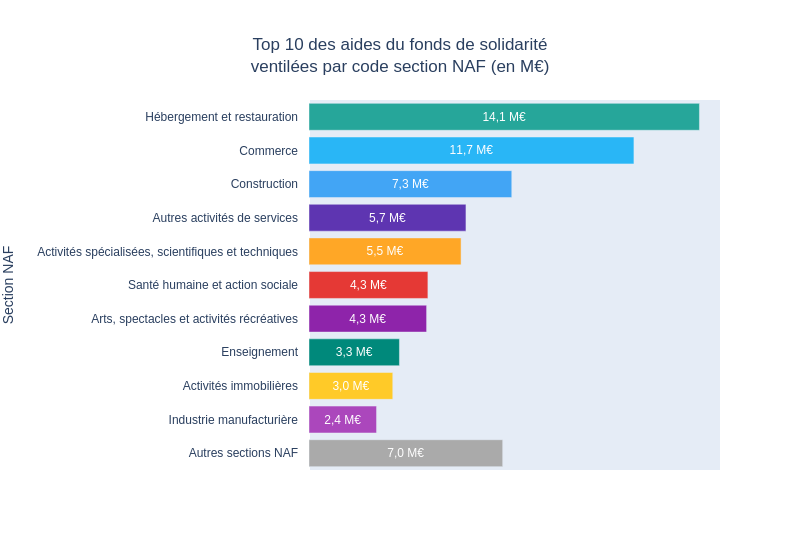 Top 10 des aides du fonds de solidarité
ventilées par code section NAF (en M€)
Section NAF
Hébergement et restauration 14,1 M€
Commerce 11,7 M€
Construction 7,3 M€
Autres activités de services 5,7 M€
Activités spécialisées, scientifiques et techniques 5,5 M€
Santé humaine et action sociale 4,3 M€
Arts, spectacles et activités récréatives 4,3 M€
Enseignement 3,3 M€
Activités immobilières 3,0 M€
Industrie manufacturière 2,4 M€
Autres sections NAF 7,0 M€